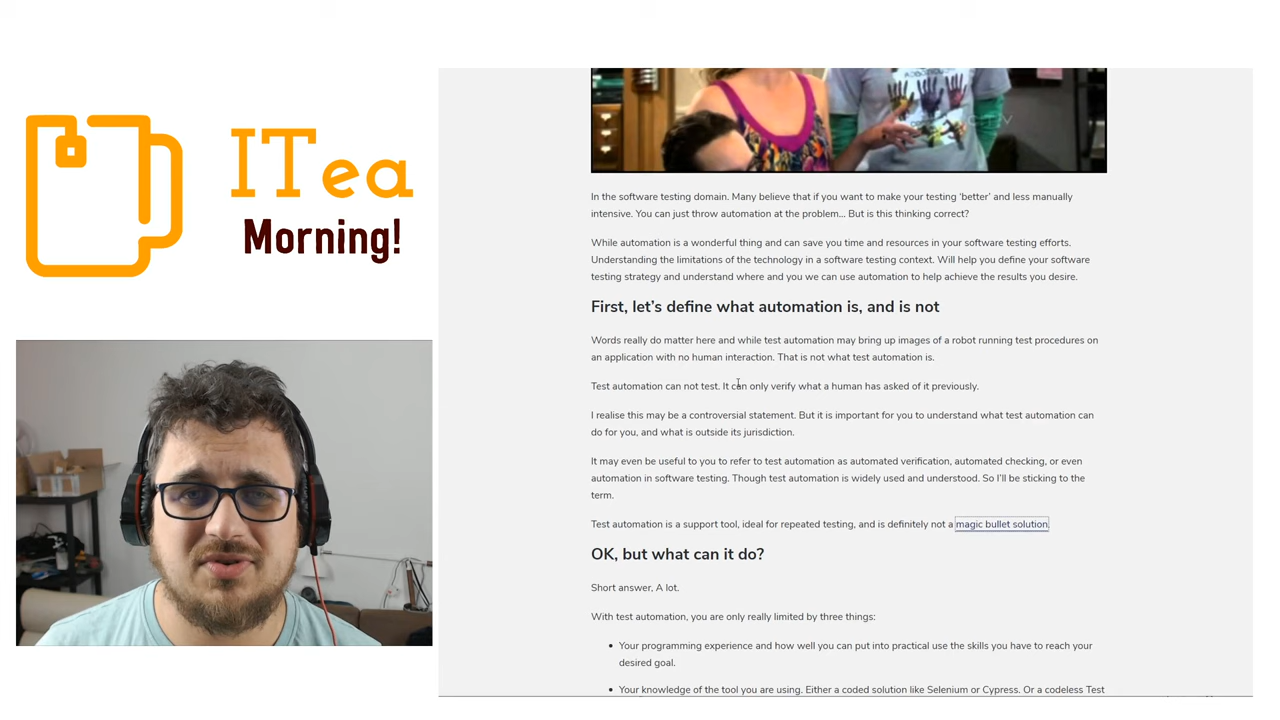 ITea
Morning!
CTV
In the software testing domain. Many believe that if you want to make your testing ‘better’ and less manually
intensive. You can just throw automation at the problem… But is this thinking correct?
While automation is a wonderful thing and can save you time and resources in your software testing efforts.
Understanding the limitations of the technology in a software testing context. Will help you define your software
testing strategy and understand where and you we can use automation to help achieve the results you desire.
First, let’s define what automation is, and is not
Words really do matter here and while test automation may bring up images of a robot running test procedures on
an application with no human interaction. That is not what test automation is.
Test automation can not test. It can only verify what a human has asked of it previously.
I realise this may be a controversial statement. But it is important for you to understand what test automation can
do for you, and what is outside its jurisdiction.
It may even be useful to you to refer to test automation as automated verification, automated checking, or even
automation in software testing. Though test automation is widely used and understood. So I’ll be sticking to the
term.
Test automation is a support tool, ideal for repeated testing, and is definitely not a magic bullet solution.
OK, but what can it do?
Short answer, A lot.
With test automation, you are only really limited by three things:
• Your programming experience and how well you can put into practical use the skills you have to reach your
desired goal.
• Your knowledge of the tool you are using. Either a coded solution like Selenium or Cypress. Or a codeless Test